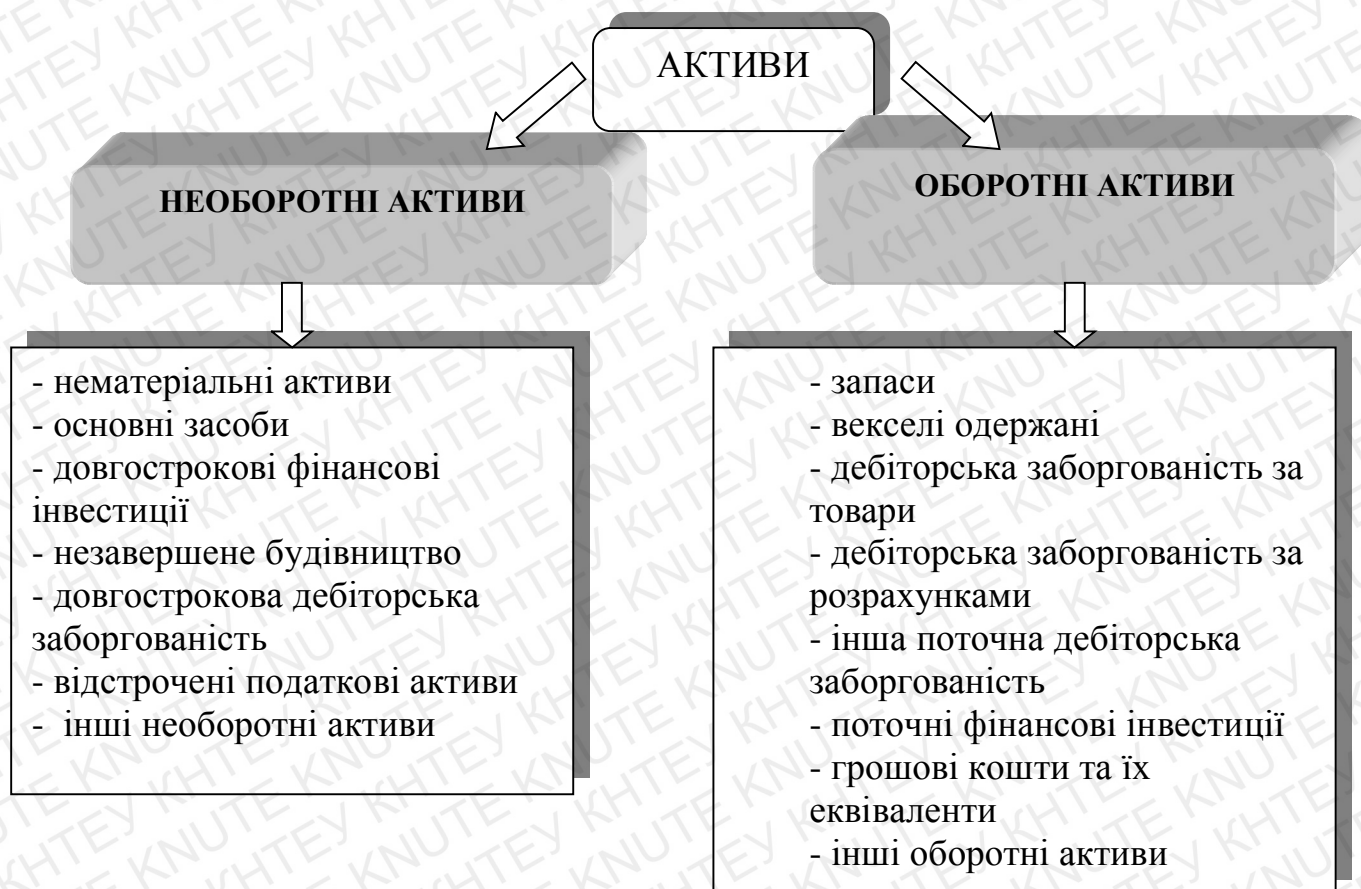 АКТИВИ
НЕОБОРОТНІ АКТИВИ
ОБОРОТНІ АКТИВИ
- нематеріальні активи
- основні засоби
- довгострокові фінансові
інвестиції
- незавершене будівництво
- довгострокова дебіторська
заборгованість
- відстрочені податкові активи
- інші необоротні активи
- запаси
- векселі одержані
- дебіторська заборгованість за
товари
- дебіторська заборгованість за
розрахунками
- інша поточна дебіторська
заборгованість
- поточні фінансові інвестиції
- грошові кошти та їх
еквіваленти
- інші оборотні активи